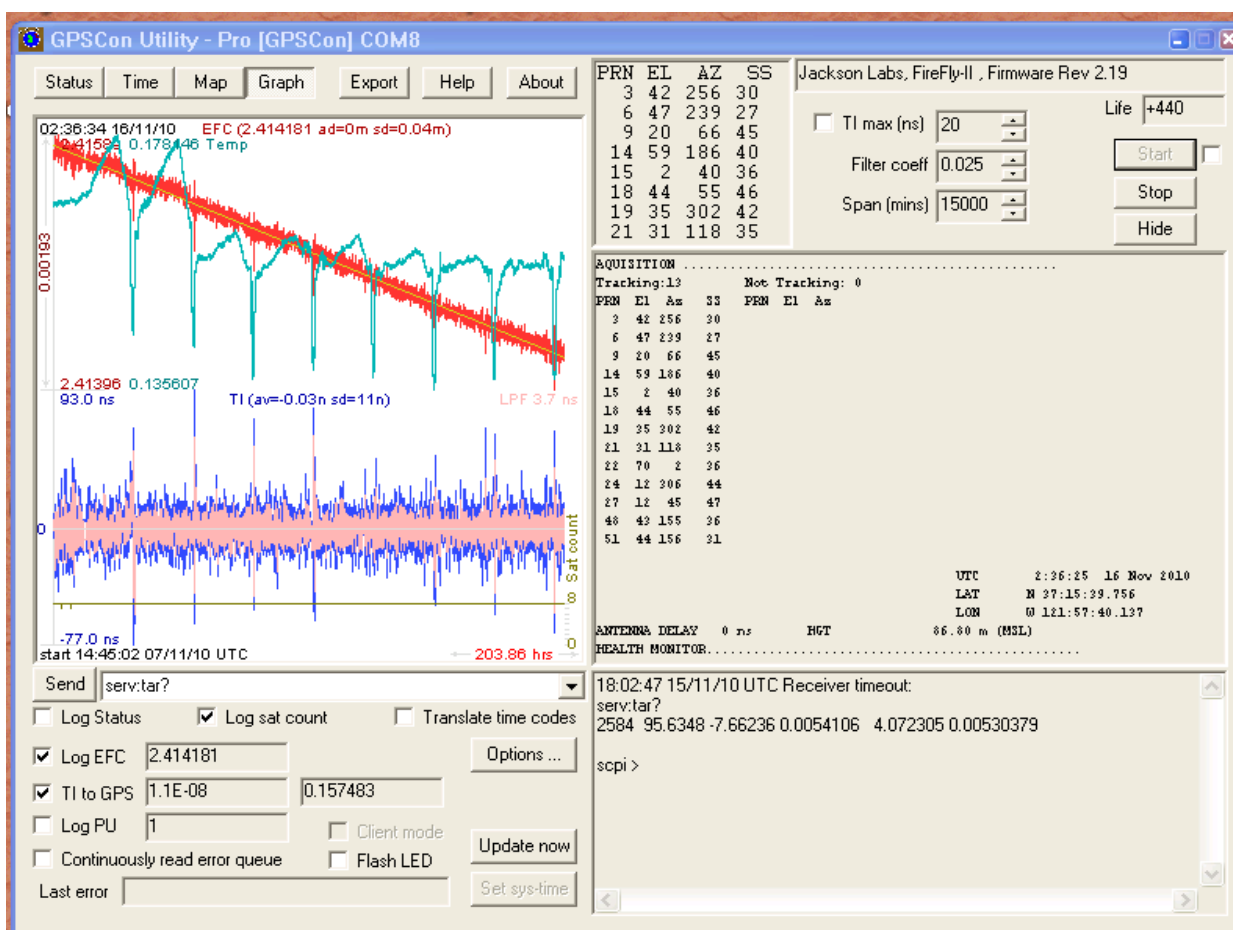 GPSCon Utility - Pro [GPSCon] COM8
Status Time Map Graph Export Help About
02:36:34 16/11/10 EFC (2.414181 ad=0m sd=0.04m)
2.41589 0.178446 Temp
0.00193
2.41396 0.135607
93.0 ns TI (av=-0.03n sd=11n) LPF 3.7 ns
0
Sat count
8
-77.0 ns
0
start 14:45:02 07/11/10 UTC 203.86 hrs
PRN EL AZ SS
3 42 256 30
6 47 239 27
9 20 66 45
14 59 186 40
15 2 40 36
18 44 55 46
19 35 302 42
21 31 118 35
Jackson Labs, FireFly-II , Firmware Rev 2.19
Life +440
TI max (ns) 20
Filter coeff 0.025
Span (mins) 15000
Start
Stop
Hide
AQUISITION ......................................................
Tracking:13 Not Tracking: 0
PRN El Az SS PRN El Az
3 42 256 30
6 47 239 27
9 20 66 45
14 59 186 40
15 2 40 36
18 44 55 46
19 35 302 42
21 31 118 35
22 70 2 36
24 12 306 44
27 12 45 47
48 43 155 36
51 44 156 31
UTC 2:36:25 16 Nov 2010
LAT N 37:15:39.756
LON W 121:57:40.137
ANTENNA DELAY 0 ns HGT 86.80 m (MSL)
HEALTH MONITOR......................................................
Send serv:tar?
Log Status Log sat count Translate time codes
Log EFC 2.414181 Options ...
TI to GPS 1.1E-08 0.157483
Log PU 1 Client mode
Update now
Continuously read error queue Flash LED
Last error Set sys-time
18:02:47 15/11/10 UTC Receiver timeout:
serv:tar?
2584 95.6348 -7.66236 0.0054106 4.072305 0.00530379
scpi >